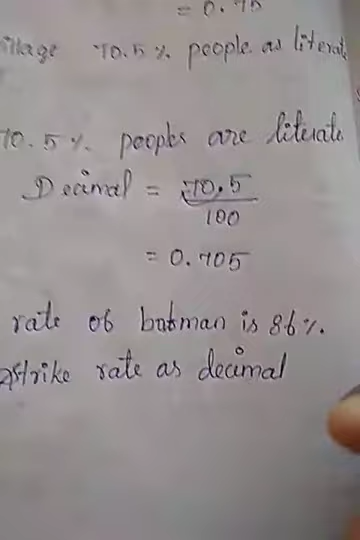 = 0.75
village 70.5 % people as literate
70.5 % peoples are literate
Decimal = 70.5
100
= 0.705
rate of batman is 86 %.
strike rate as decimal